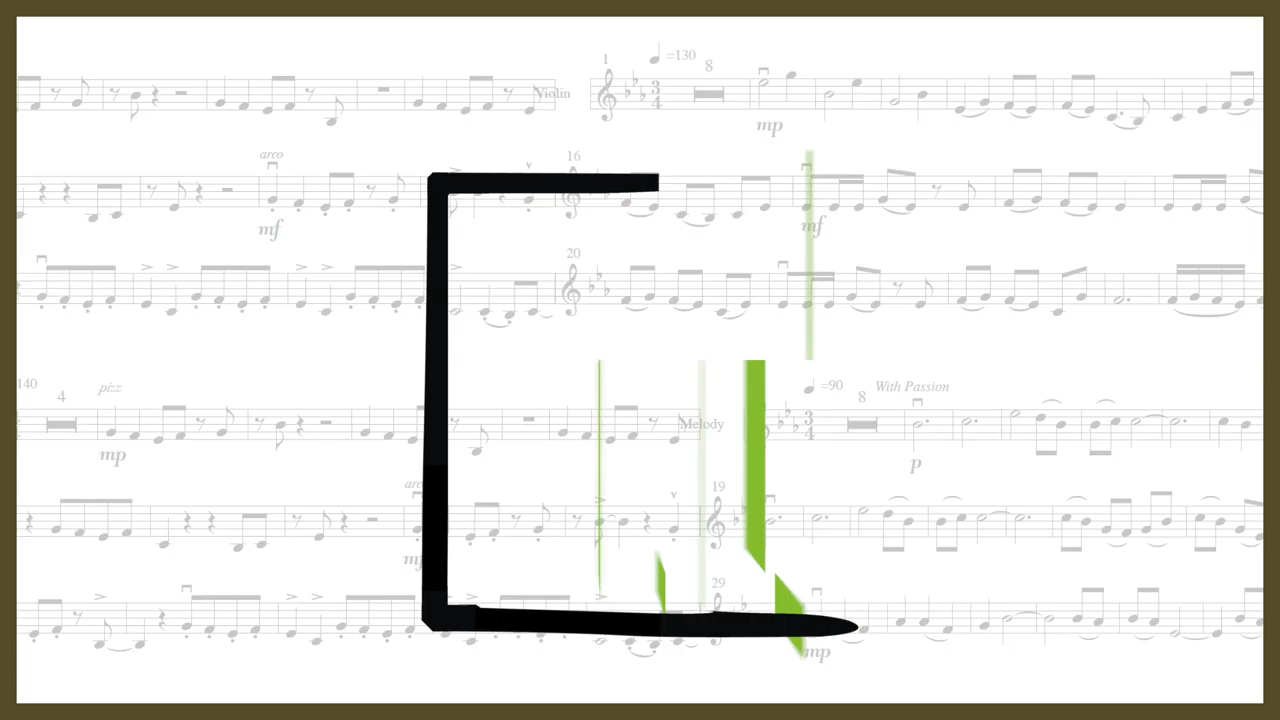 1 =130
8
Violin
mp
arco 16
mf mf
20
140 pizz =90 With Passion
4 8
Melody
mp p
arco 19
mf
29
mp